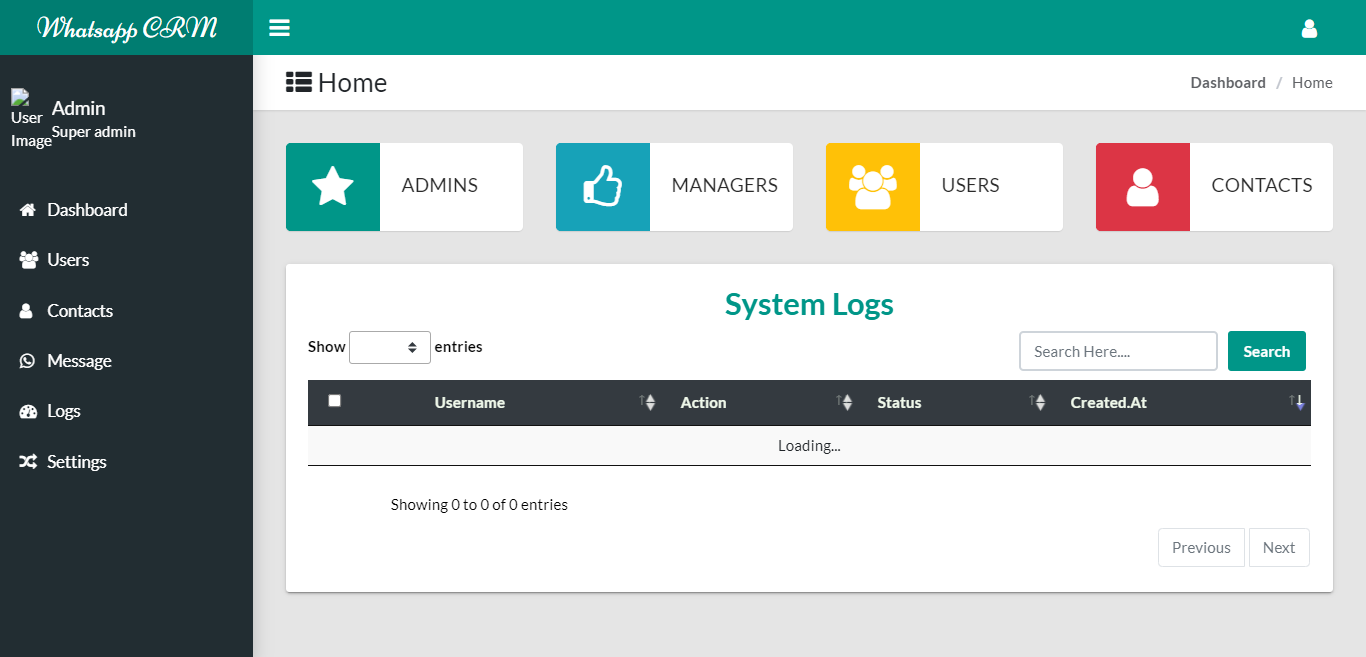 Whatsapp CRM
Home
Dashboard / Home
User Image
Admin
Super admin
Dashboard
Users
Contacts
Message
Logs
Settings
ADMINS
MANAGERS
USERS
CONTACTS
System Logs
Show entries
Search Here....
Search
Username Action Status Created.At
Loading...
Showing 0 to 0 of 0 entries
Previous Next